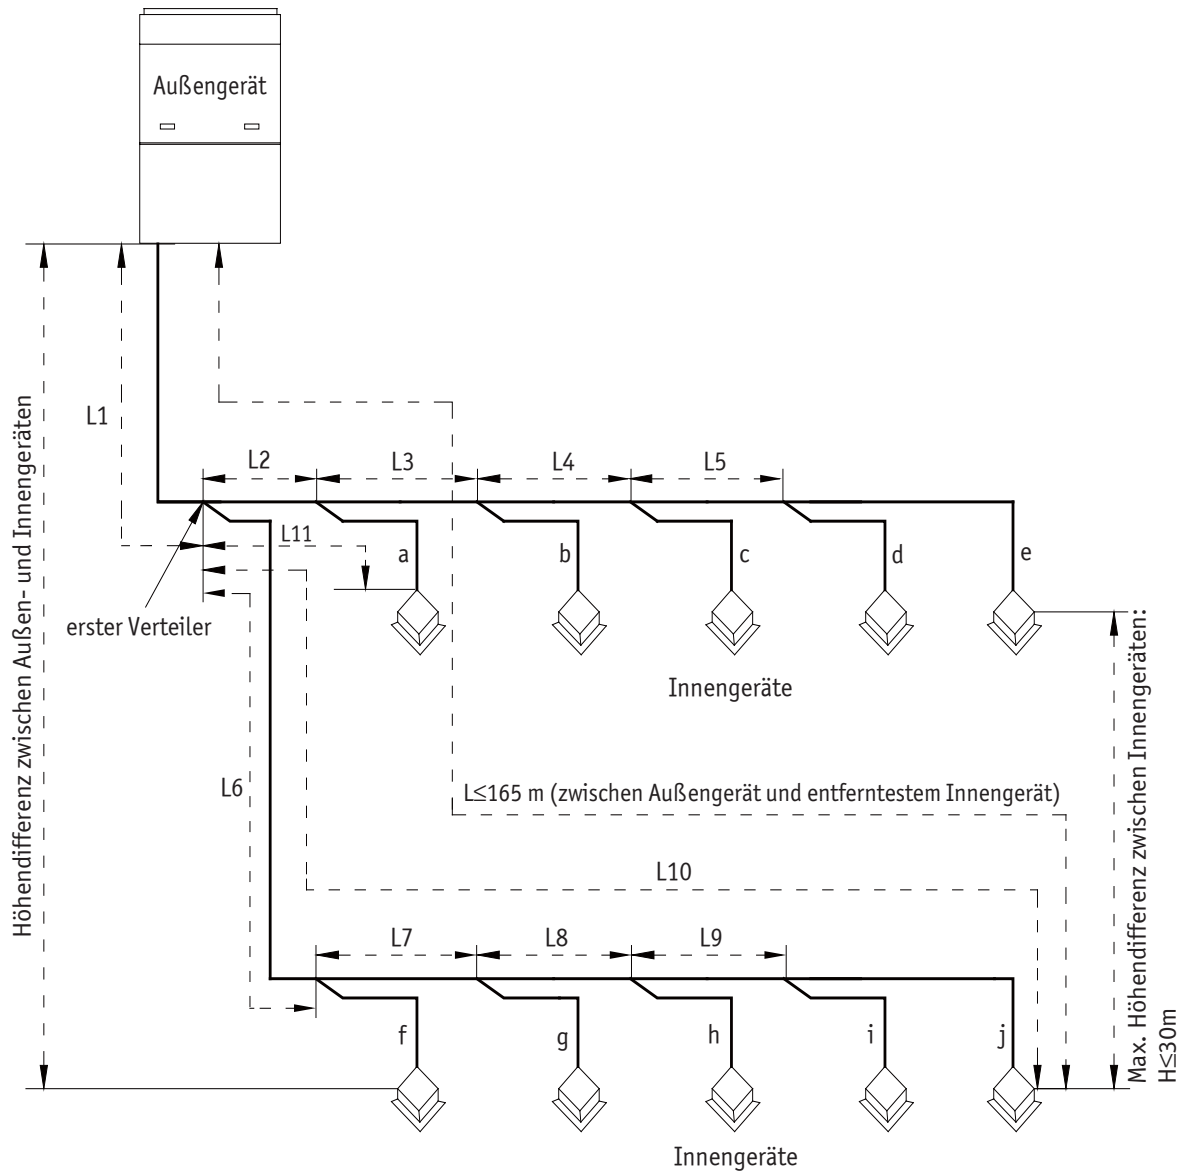 Außengerät
Höhendifferenz zwischen Außen- und Innengeräten
L1
L2
L3
L4
L5
L11
a
b
c
d
e
erster Verteiler
Innengeräte
L6
L≤165 m (zwischen Außengerät und entferntestem Innengerät)
L10
Max. Höhendifferenz zwischen Innengeräten:
H≤30m
L7
L8
L9
f
g
h
i
j
Innengeräte